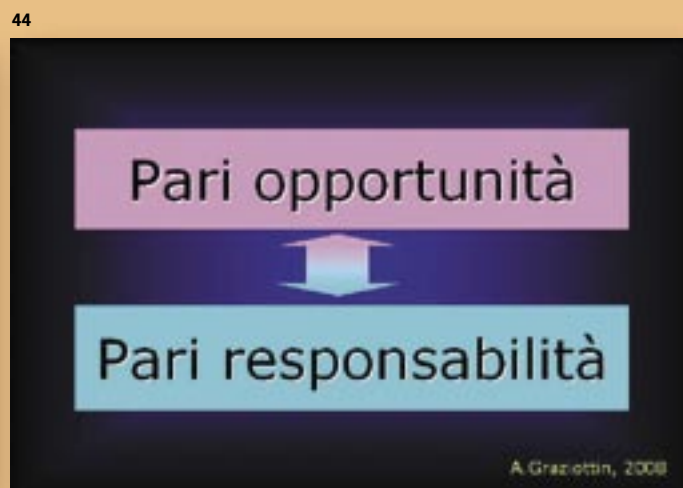 44
Pari opportunità
Pari responsabilità
A.Graziottin, 2008